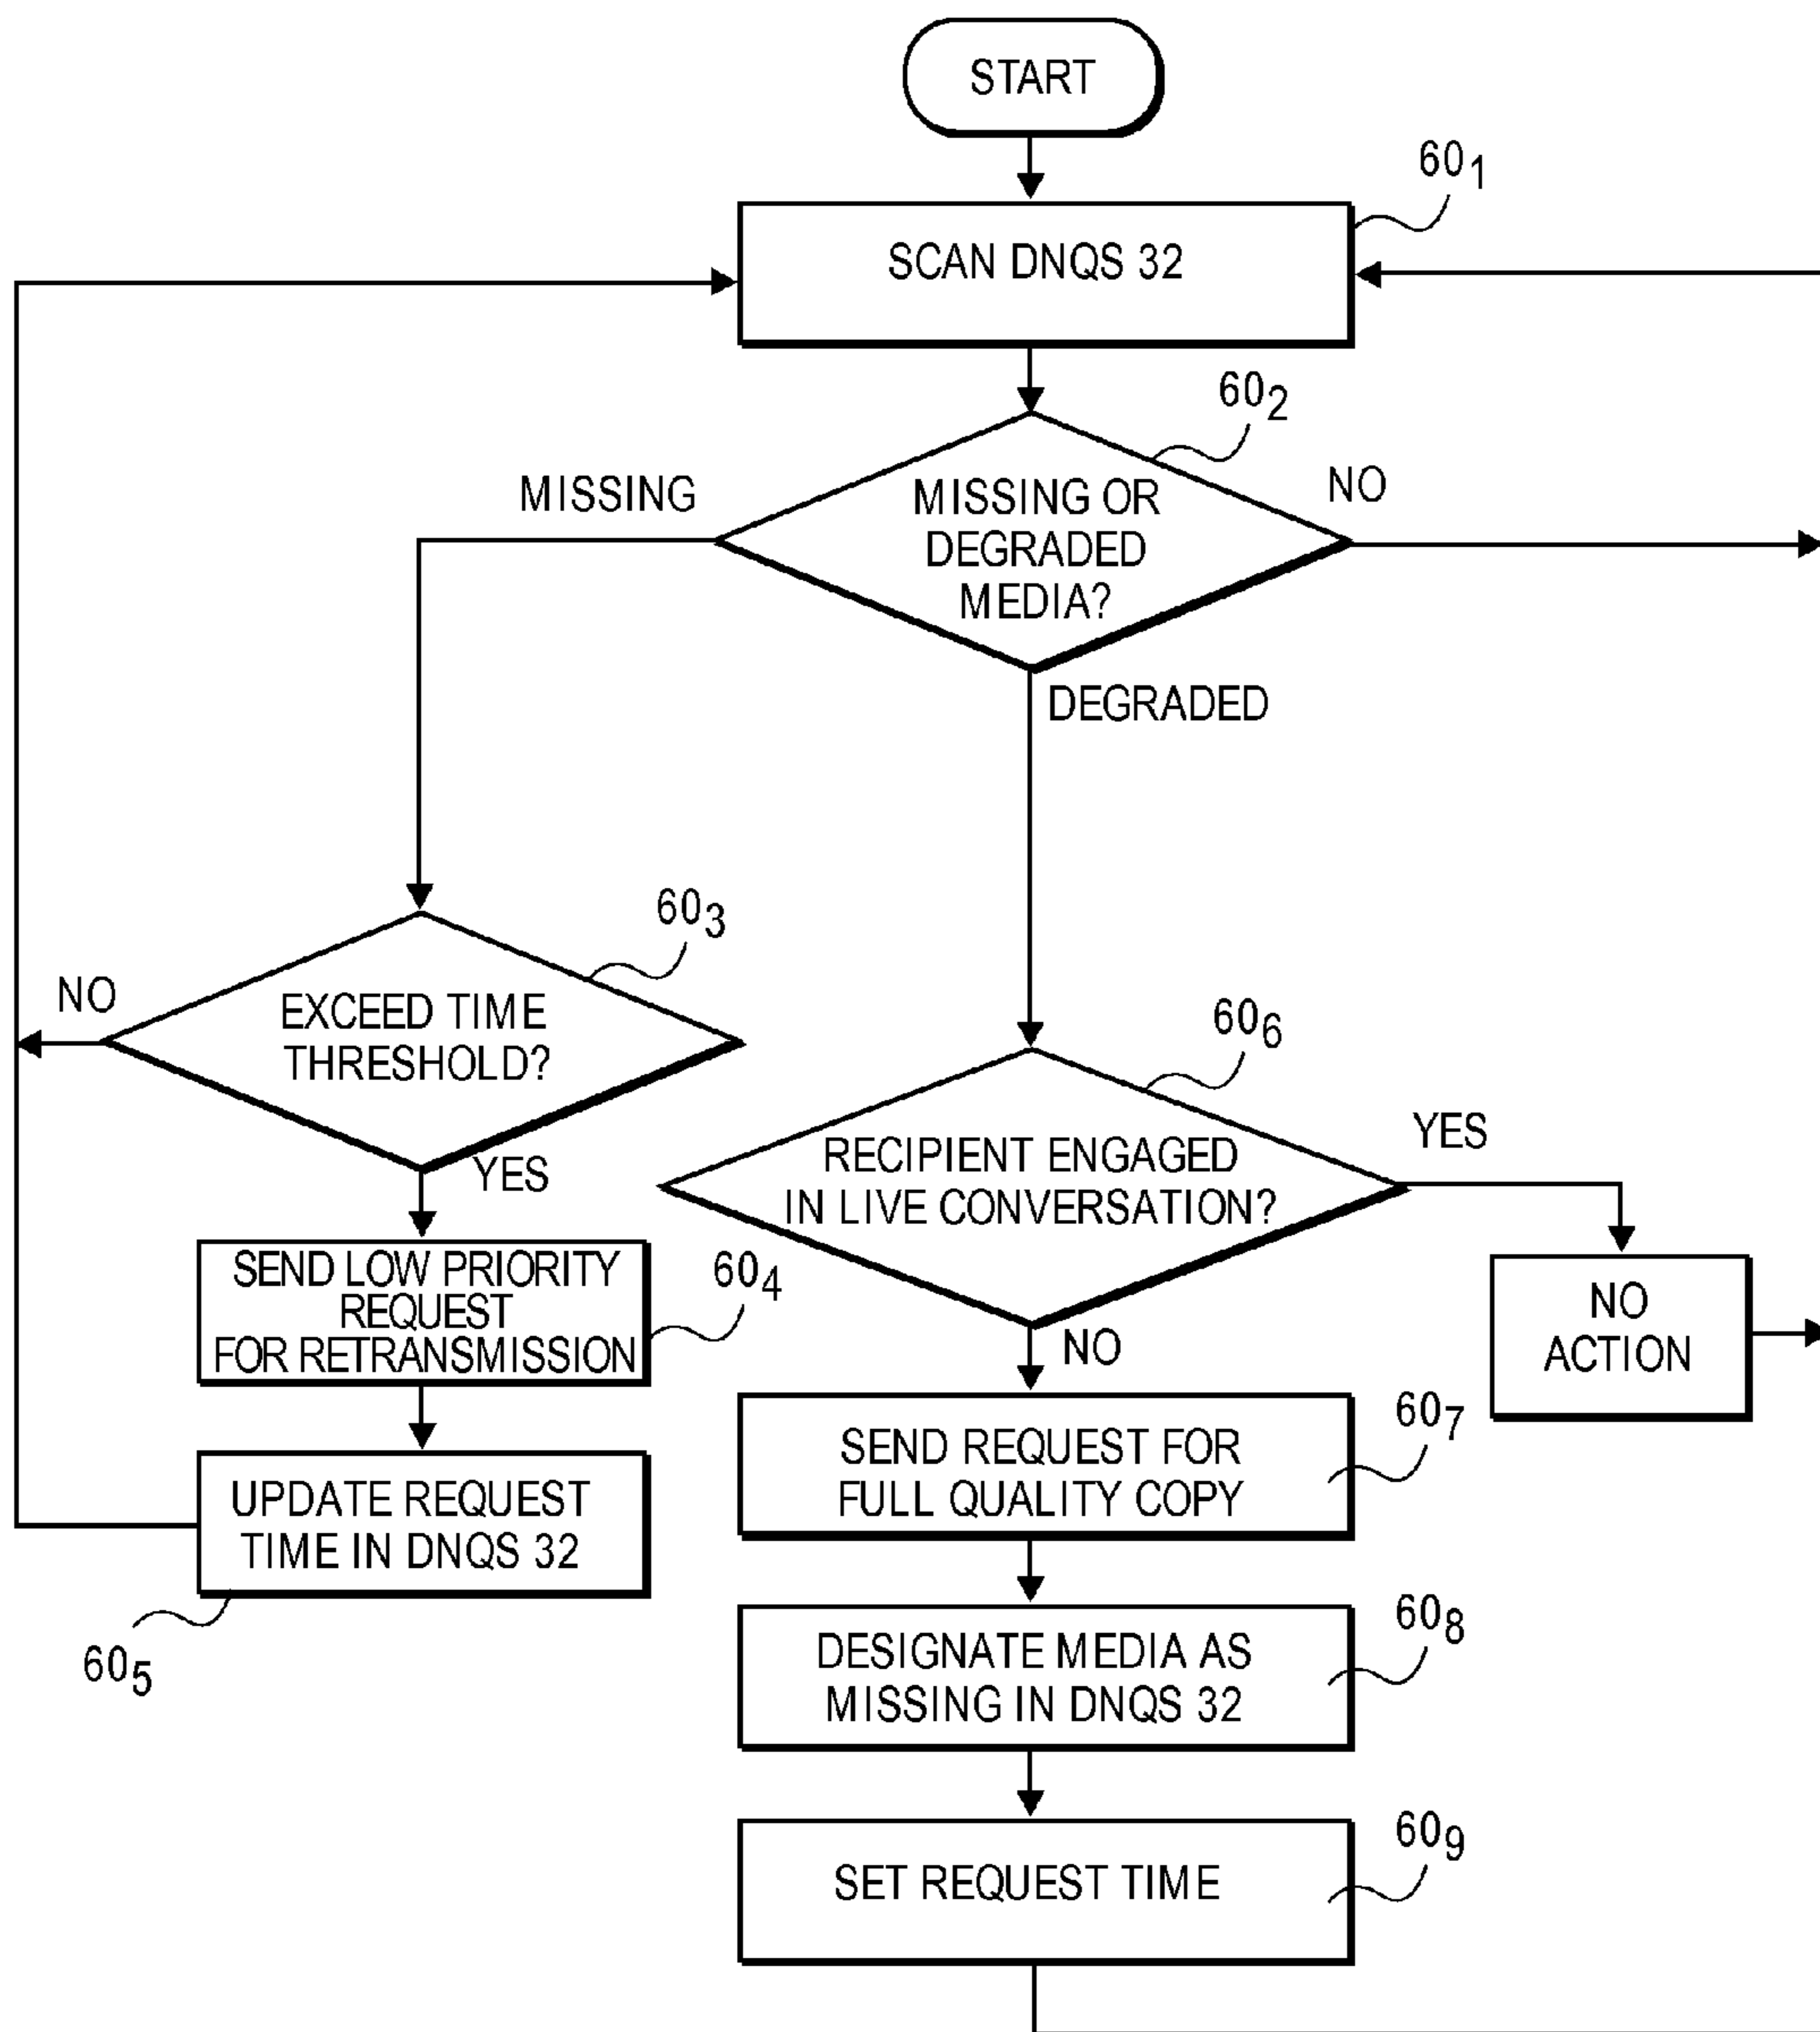 START
60₁
SCAN DNQS 32
60₂
MISSING
MISSING OR
DEGRADED
MEDIA?
NO
DEGRADED
60₃
NO
EXCEED TIME
THRESHOLD?
YES
60₆
RECIPIENT ENGAGED
IN LIVE CONVERSATION?
YES
NO
SEND LOW PRIORITY
REQUEST
FOR RETRANSMISSION
60₄
NO
ACTION
UPDATE REQUEST
TIME IN DNQS 32
60₅
SEND REQUEST FOR
FULL QUALITY COPY
60₇
DESIGNATE MEDIA AS
MISSING IN DNQS 32
60₈
SET REQUEST TIME
60₉